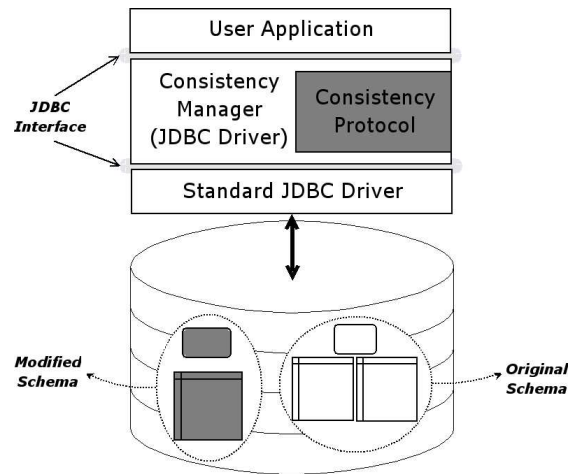 User Application
JDBC
Interface
Consistency
Manager
(JDBC Driver)
Consistency
Protocol
Standard JDBC Driver
Modified
Schema
Original
Schema